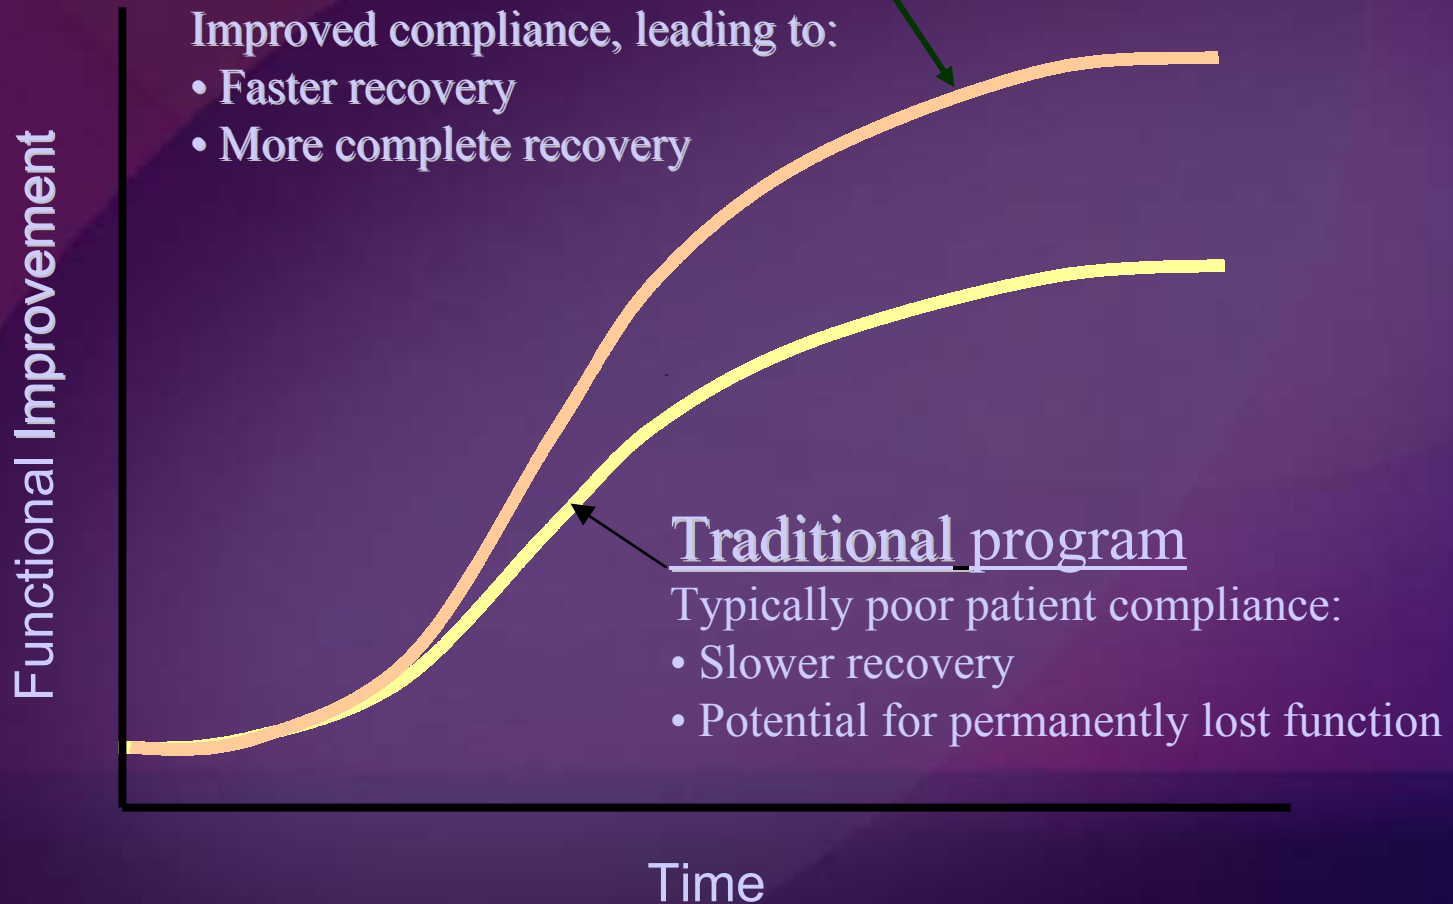 Improved compliance, leading to:
• Faster recovery
• More complete recovery
Functional Improvement
Traditional program
Typically poor patient compliance:
• Slower recovery
• Potential for permanently lost function
Time